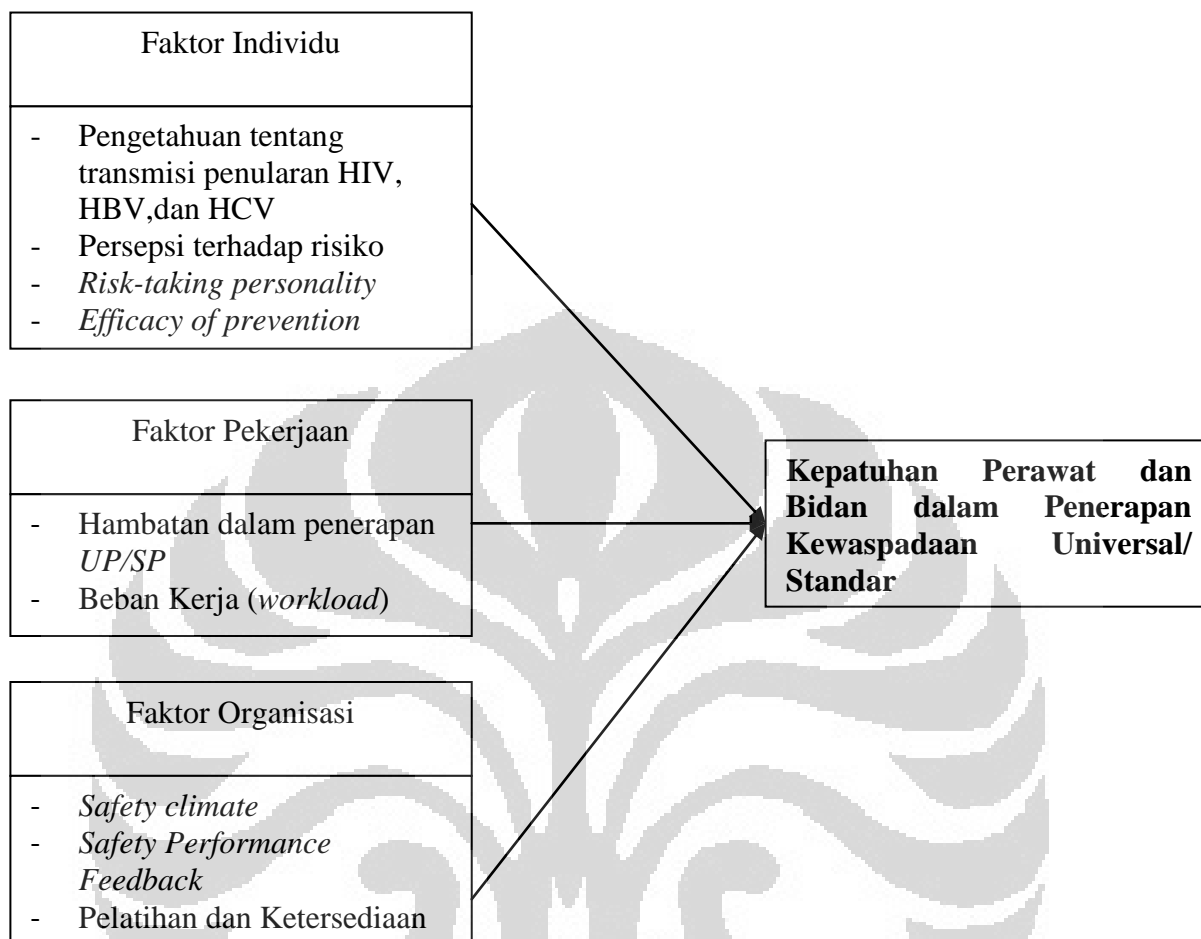 Faktor Individu
- Pengetahuan tentang
transmisi penularan HIV,
HBV,dan HCV
- Persepsi terhadap risiko
- Risk-taking personality
- Efficacy of prevention
Faktor Pekerjaan
- Hambatan dalam penerapan
UP/SP
- Beban Kerja (workload)
Faktor Organisasi
- Safety climate
- Safety Performance
Feedback
- Pelatihan dan Ketersediaan
Kepatuhan Perawat dan
Bidan dalam Penerapan
Kewaspadaan Universal/
Standar